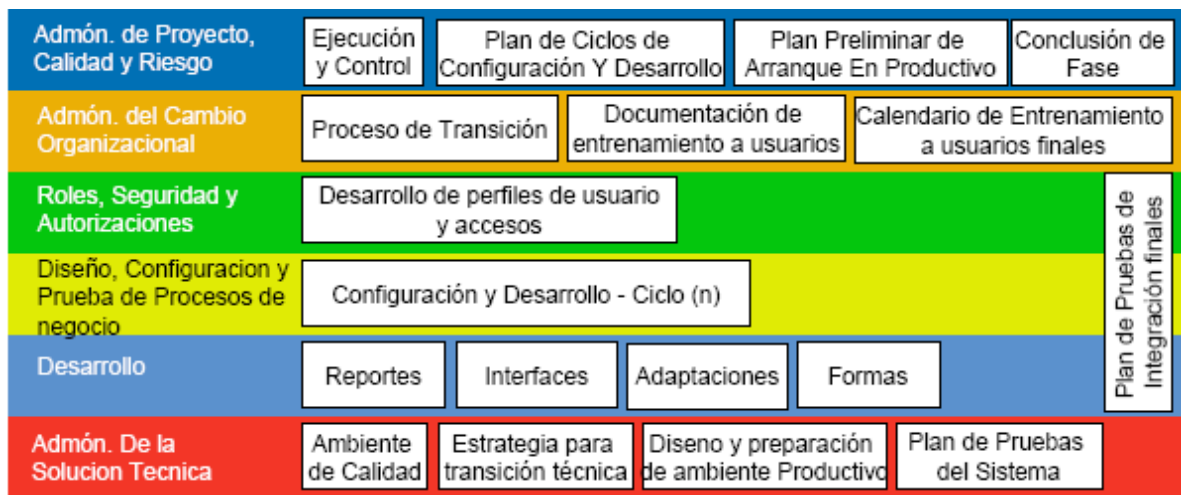 Admón. de Proyecto,
Calidad y Riesgo
Ejecución
y Control
Plan de Ciclos de
Configuración Y Desarrollo
Plan Preliminar de
Arranque En Productivo
Conclusión de
Fase
Admón. del Cambio
Organizacional
Proceso de Transición
Documentación de
entrenamiento a usuarios
Calendario de Entrenamiento
a usuarios finales
Roles, Seguridad y
Autorizaciones
Desarrollo de perfiles de usuario
y accesos
Plan de Pruebas de
Integración finales
Diseño, Configuracion y
Prueba de Procesos de
negocio
Configuración y Desarrollo - Ciclo (n)
Desarrollo
Reportes
Interfaces
Adaptaciones
Formas
Admón. De la
Solucion Tecnica
Ambiente
de Calidad
Estrategia para
transición técnica
Diseno y preparación
de ambiente Productivo
Plan de Pruebas
del Sistema